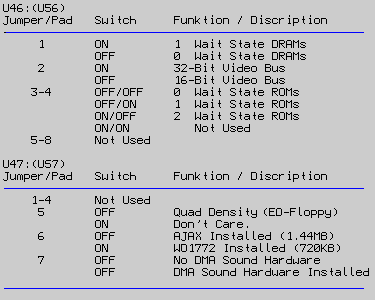 U46:(U56)
Jumper/Pad Switch Funktion / Discription
1 ON 1 Wait State DRAMs
OFF 0 Wait State DRAMs
2 ON 32-Bit Video Bus
OFF 16-Bit Video Bus
3-4 OFF/OFF 0 Wait State ROMs
OFF/ON 1 Wait State ROMs
ON/OFF 2 Wait State ROMs
ON/ON Not Used
5-8 Not Used
U47:(U57)
Jumper/Pad Switch Funktion / Discription
1-4 Not Used
5 OFF Quad Density (EO-Floppy)
ON Don't Care.
6 OFF AJAX Installed (1.44MB)
ON WD1772 Installed (720KB)
7 OFF No DMA Sound Hardware
OFF DMA Sound Hardware Installed